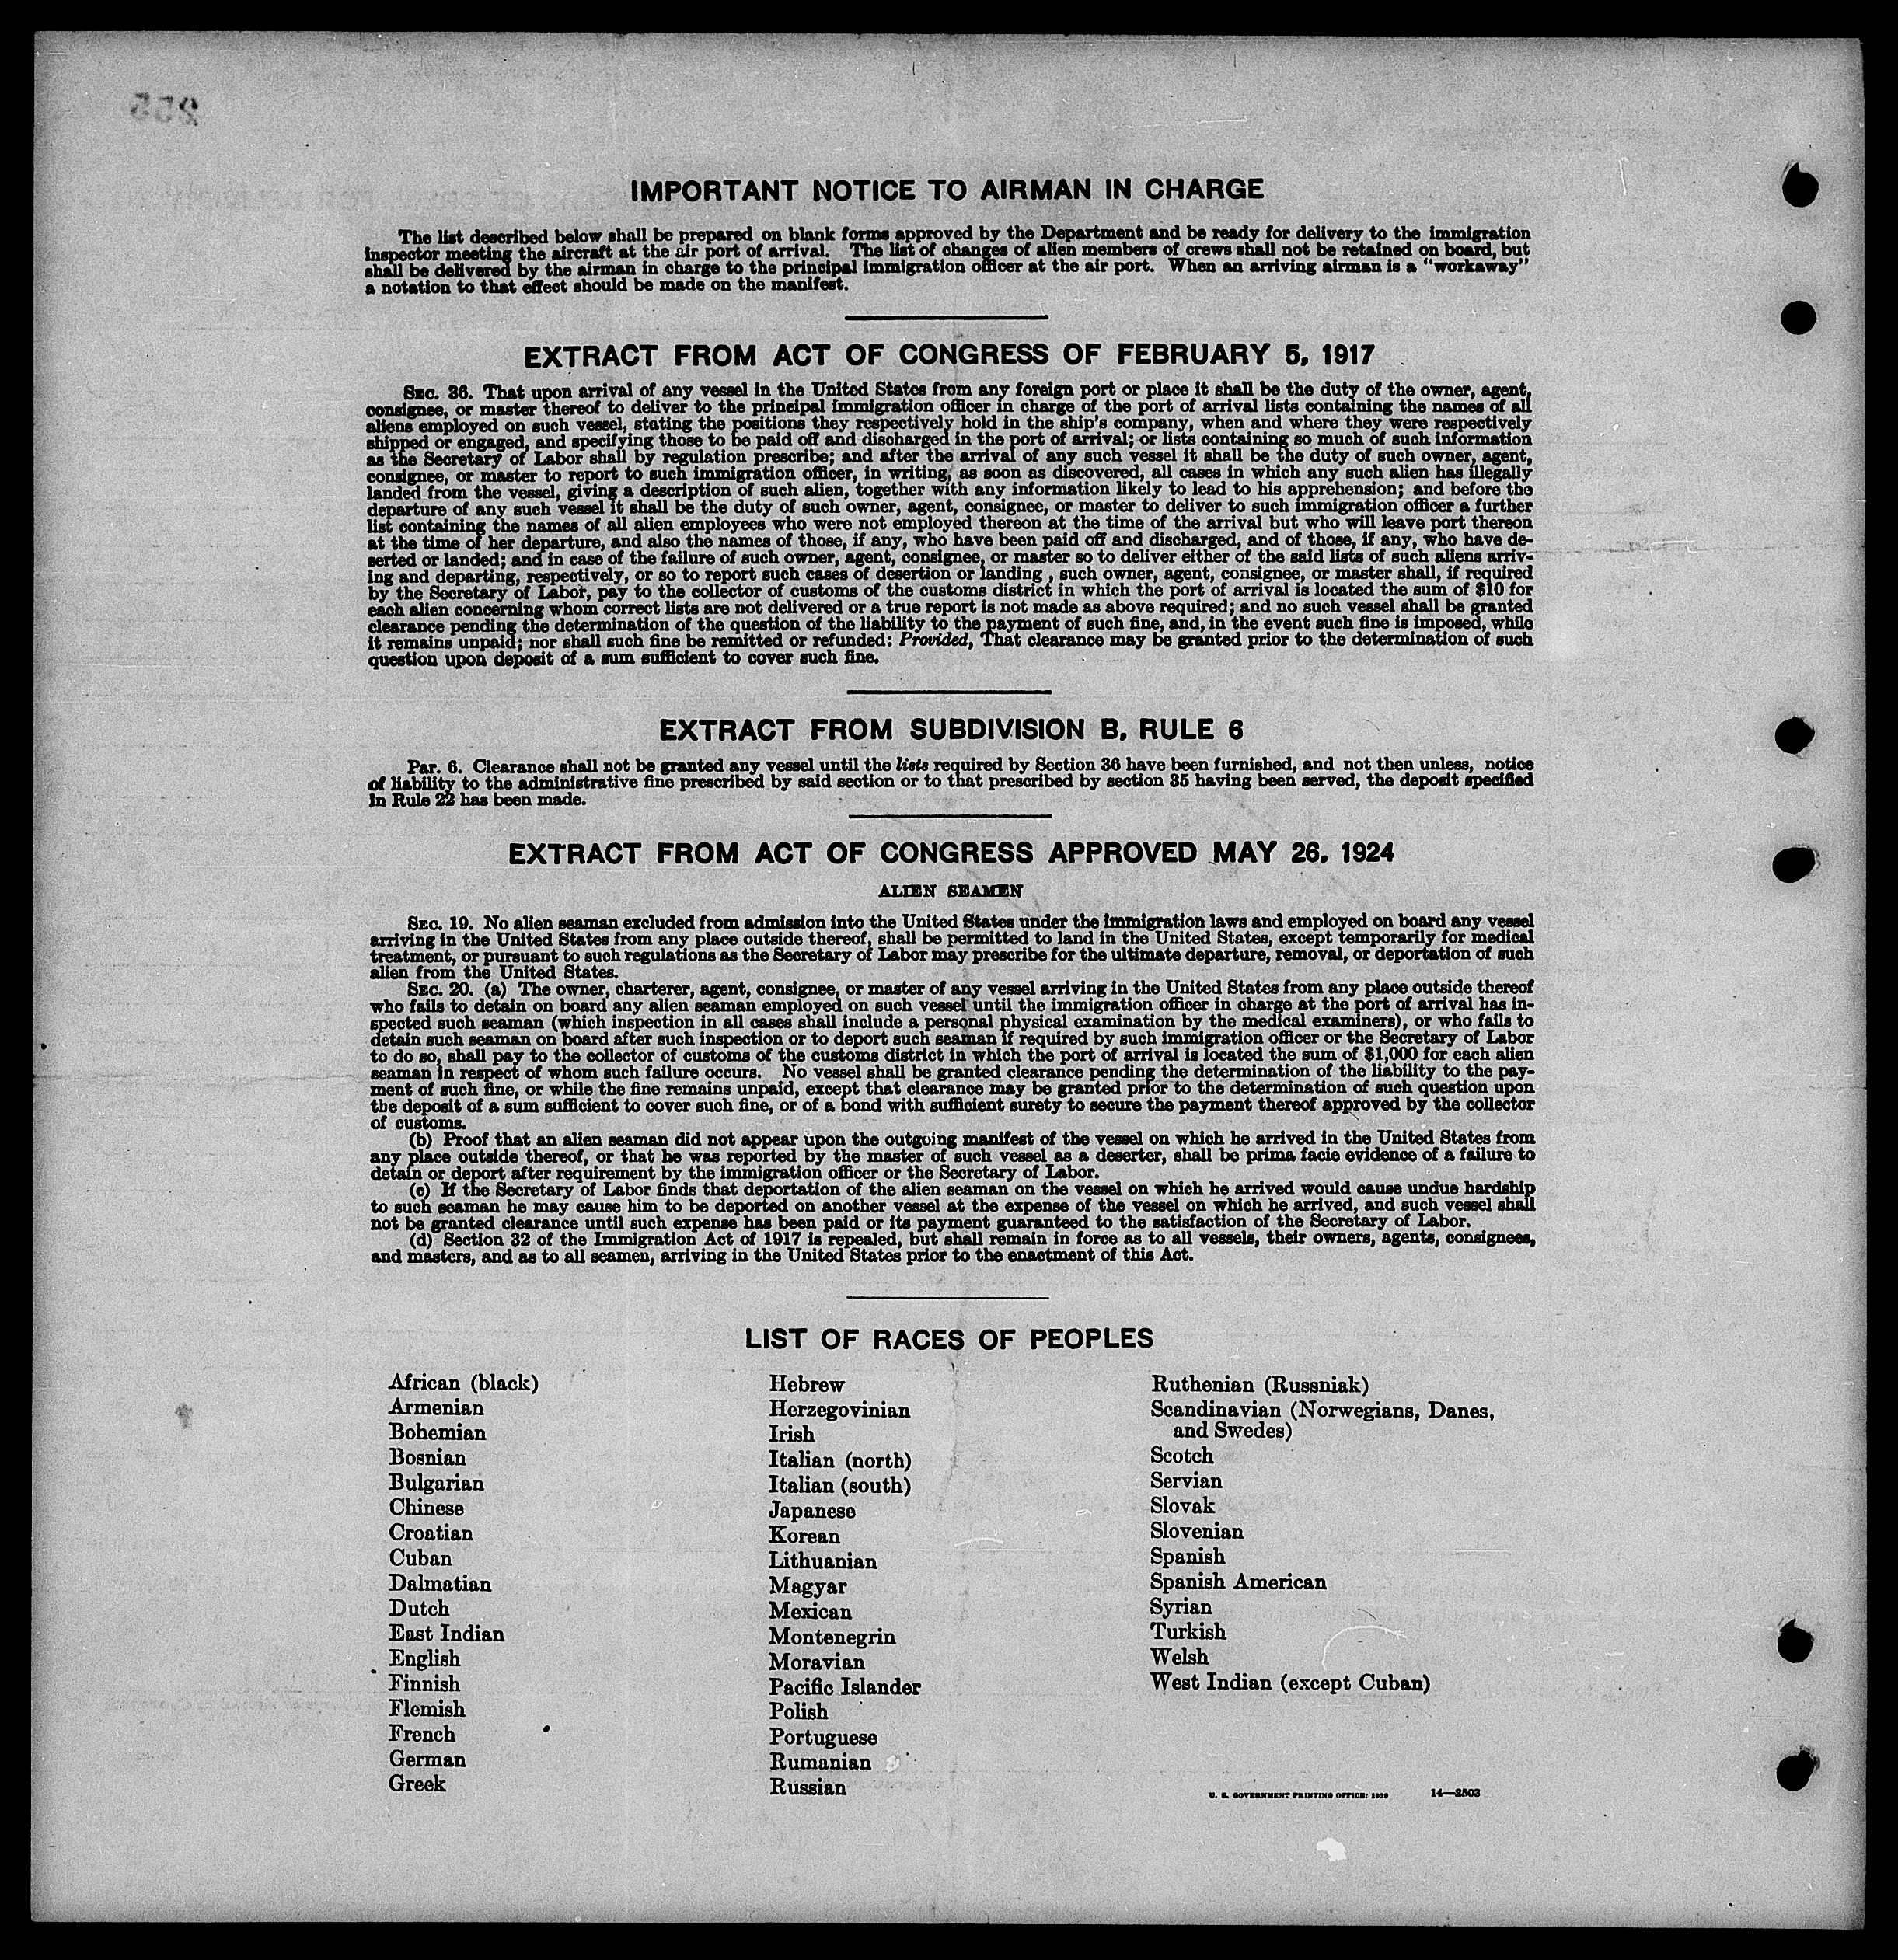 255
IMPORTANT NOTICE TO AIRMAN IN CHARGE
The list described below shall be prepared on blank forms approved by the Department and be ready for delivery to the immigration
inspector meeting the aircraft at the air port of arrival. The list of changes of alien members of crews shall not be retained on board, but
shall be delivered by the airman in charge to the principal immigration officer at the air port. When an arriving airman is a "workaway"
a notation to that effect should be made on the manifest.
EXTRACT FROM ACT OF CONGRESS OF FEBRUARY 5, 1917
SEC. 36. That upon arrival of any vessel in the United States from any foreign port or place it shall be the duty of the owner, agent,
consignee, or master thereof to deliver to the principal immigration officer in charge of the port of arrival lists containing the names of all
aliens employed on such vessel, stating the positions they respectively hold in the ship's company, when and where they were respectively
shipped or engaged, and specifying those to be paid off and discharged in the port of arrival; or lists containing so much of such information
as the Secretary of Labor shall by regulation prescribe; and after the arrival of any such vessel it shall be the duty of such owner, agent,
consignee, or master to report to such immigration officer, in writing, as soon as discovered, all cases in which any such alien has illegally
landed from the vessel, giving a description of such alien, together with any information likely to lead to his apprehension; and before the
departure of any such vessel it shall be the duty of such owner, agent, consignee, or master to deliver to such immigration officer a further
list containing the names of all alien employees who were not employed thereon at the time of the arrival but who will leave port thereon
at the time of her departure, and also the names of those, if any, who have been paid off and discharged, and of those, if any, who have de-
serted or landed; and in case of the failure of such owner, agent, consignee, or master so to deliver either of the said lists of such aliens arriv-
ing and departing, respectively, or so to report such cases of desertion or landing , such owner, agent, consignee, or master shall, if required
by the Secretary of Labor, pay to the collector of customs of the customs district in which the port of arrival is located the sum of $10 for
each alien concerning whom correct lists are not delivered or a true report is not made as above required; and no such vessel shall be granted
clearance pending the determination of the question of the liability to the payment of such fine, and, in the event such fine is imposed, while
it remains unpaid; nor shall such fine be remitted or refunded: Provided, That clearance may be granted prior to the determination of such
question upon deposit of a sum sufficient to cover such fine.
EXTRACT FROM SUBDIVISION B, RULE 6
Par. 6. Clearance shall not be granted any vessel until the lists required by Section 36 have been furnished, and not then unless, notice
of liability to the administrative fine prescribed by said section or to that prescribed by section 35 having been served, the deposit specified
in Rule 22 has been made.
EXTRACT FROM ACT OF CONGRESS APPROVED MAY 26, 1924
ALIEN SEAMEN
SEC. 19. No alien seaman excluded from admission into the United States under the immigration laws and employed on board any vessel
arriving in the United States from any place outside thereof, shall be permitted to land in the United States, except temporarily for medical
treatment, or pursuant to such regulations as the Secretary of Labor may prescribe for the ultimate departure, removal, or deportation of such
alien from the United States.
SEC. 20. (a) The owner, charterer, agent, consignee, or master of any vessel arriving in the United States from any place outside thereof
who fails to detain on board any alien seaman employed on such vessel until the immigration officer in charge at the port of arrival has in-
spected such seaman (which inspection in all cases shall include a personal physical examination by the medical examiners), or who fails to
detain such seaman on board after such inspection or to deport such seaman if required by such immigration officer or the Secretary of Labor
to do so, shall pay to the collector of customs of the customs district in which the port of arrival is located the sum of $1,000 for each alien
seaman in respect of whom such failure occurs. No vessel shall be granted clearance pending the determination of the liability to the pay-
ment of such fine, or while the fine remains unpaid, except that clearance may be granted prior to the determination of such question upon
the deposit of a sum sufficient to cover such fine, or of a bond with sufficient surety to secure the payment thereof approved by the collector
of customs.
(b) Proof that an alien seaman did not appear upon the outgoing manifest of the vessel on which he arrived in the United States from
any place outside thereof, or that he was reported by the master of such vessel as a deserter, shall be prima facie evidence of a failure to
detain or deport after requirement by the immigration officer or the Secretary of Labor.
(c) If the Secretary of Labor finds that deportation of the alien seaman on the vessel on which he arrived would cause undue hardship
to such seaman he may cause him to be deported on another vessel at the expense of the vessel on which he arrived, and such vessel shall
not be granted clearance until such expense has been paid or its payment guaranteed to the satisfaction of the Secretary of Labor.
(d) Section 32 of the Immigration Act of 1917 is repealed, but shall remain in force as to all vessels, their owners, agents, consignees,
and masters, and as to all seamen, arriving in the United States prior to the enactment of this Act.
LIST OF RACES OF PEOPLES
African (black)
Armenian
Bohemian
Bosnian
Bulgarian
Chinese
Croatian
Cuban
Dalmatian
Dutch
East Indian
English
Finnish
Flemish
French
German
Greek
Hebrew
Herzegovinian
Irish
Italian (north)
Italian (south)
Japanese
Korean
Lithuanian
Magyar
Mexican
Montenegrin
Moravian
Pacific Islander
Polish
Portuguese
Rumanian
Russian
Ruthenian (Russniak)
Scandinavian (Norwegians, Danes,
and Swedes)
Scotch
Servian
Slovak
Slovenian
Spanish
Spanish American
Syrian
Turkish
Welsh
West Indian (except Cuban)
U. S. GOVERNMENT PRINTING OFFICE: 1929 14—2503